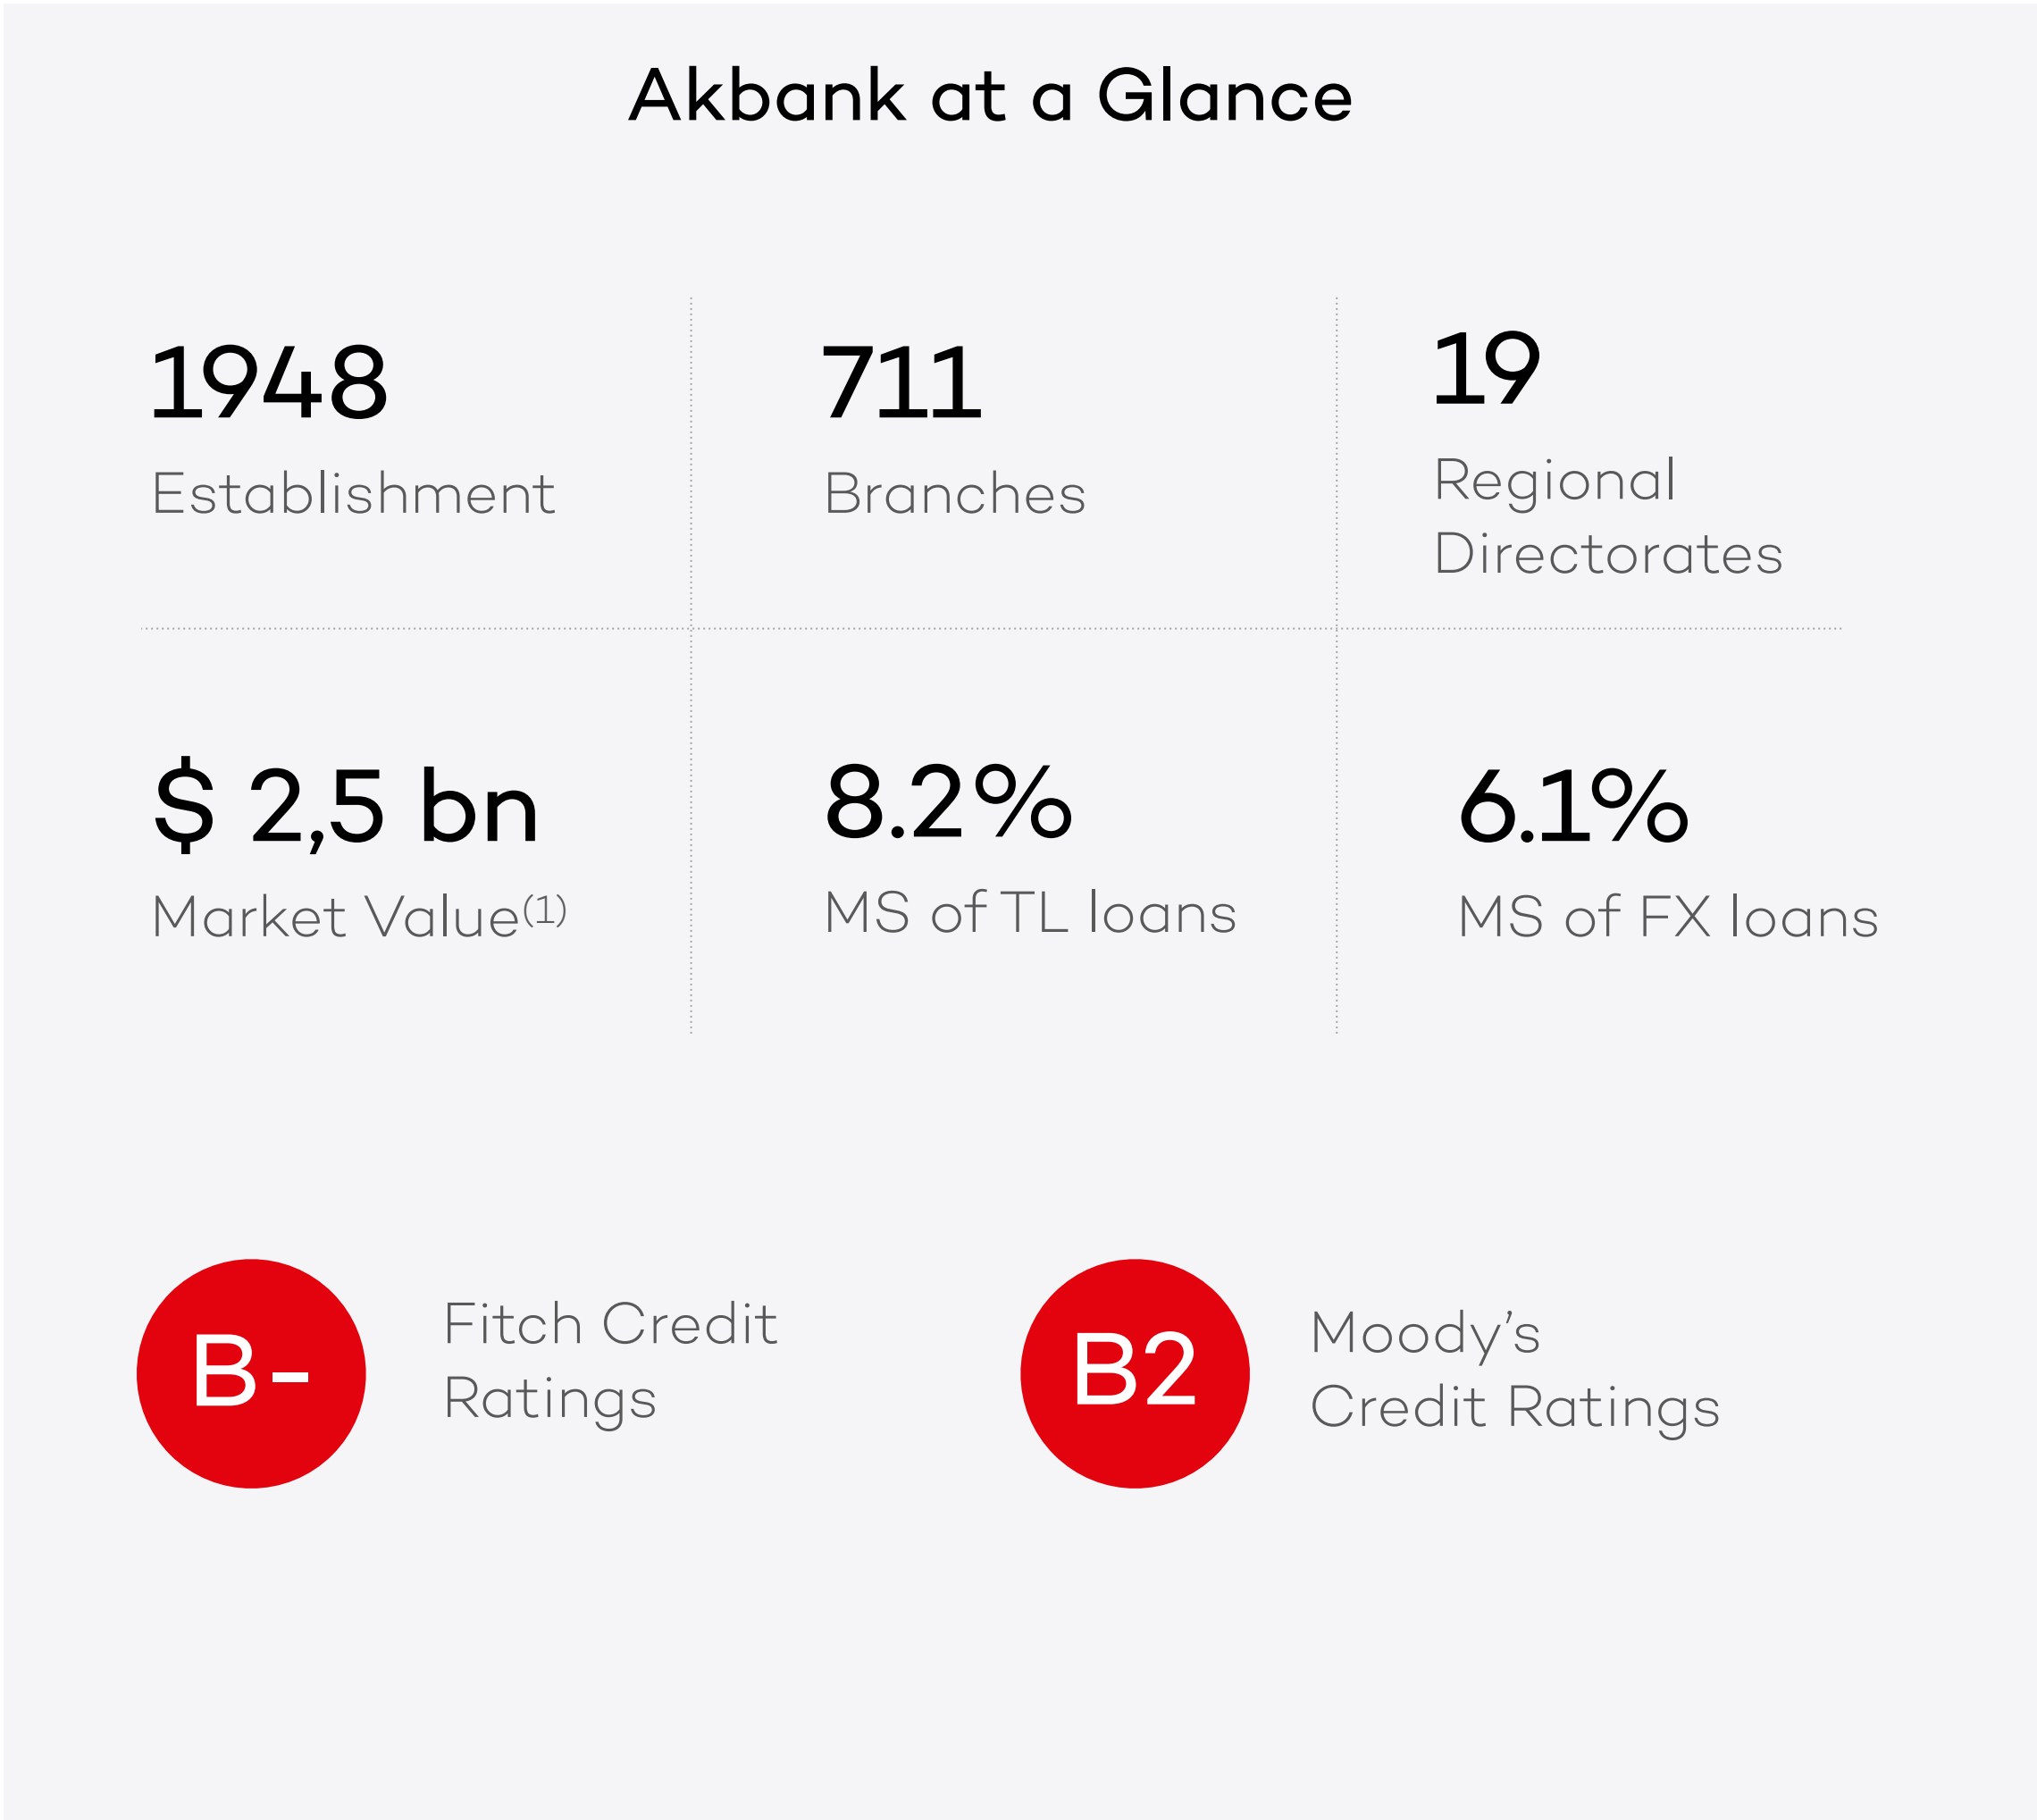 Akbank at a Glance
1948
Establishment
711
Branches
19
Regional
Directorates
$ 2,5 bn
Market Value(1)
8.2%
MS of TL loans
6.1%
MS of FX loans
B-
Fitch Credit
Ratings
B2
Moody’s
Credit Ratings